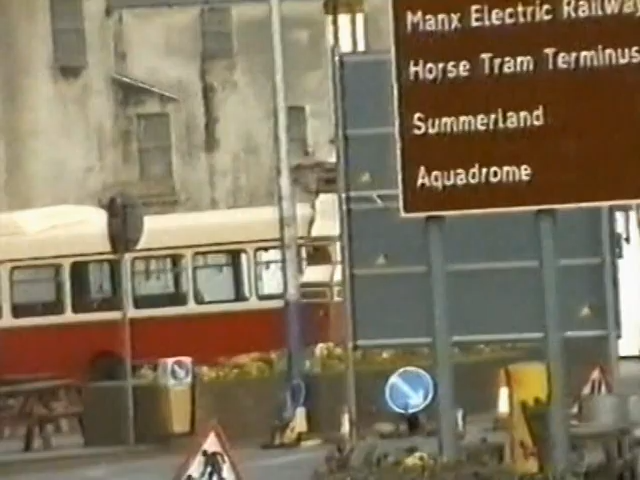 Manx Electric Railway
Horse Tram Terminus
Summerland
Aquadrome